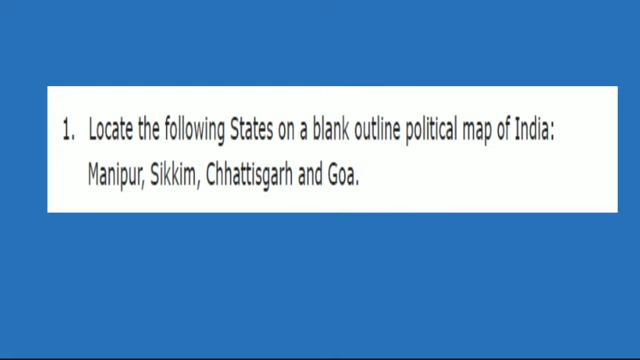 1. Locate the following States on a blank outline political map of India:
Manipur, Sikkim, Chhattisgarh and Goa.